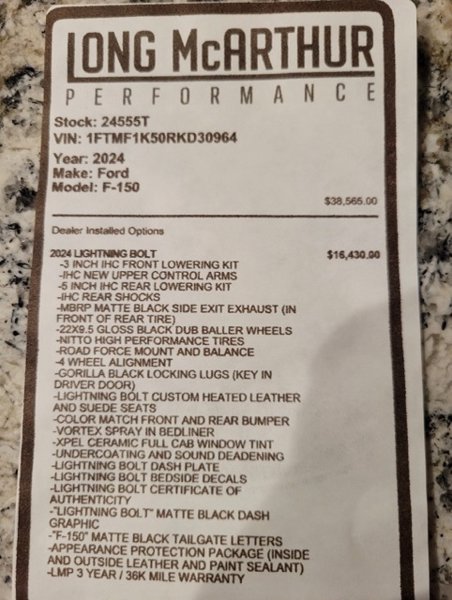 LONG McARTHUR
PERFORMANCE
Stock: 24555T
VIN: 1FTMF1K50RKD30964
Year: 2024
Make: Ford
Model: F-150
$38,565.00
Dealer Installed Options
2024 LIGHTNING BOLT $16,430.00
-3 INCH IHC FRONT LOWERING KIT
-IHC NEW UPPER CONTROL ARMS
-5 INCH IHC REAR LOWERING KIT
-IHC REAR SHOCKS
-MBRP MATTE BLACK SIDE EXIT EXHAUST (IN
FRONT OF REAR TIRE)
-22X9.5 GLOSS BLACK DUB BALLER WHEELS
-NITTO HIGH PERFORMANCE TIRES
-ROAD FORCE MOUNT AND BALANCE
-4 WHEEL ALIGNMENT
-GORILLA BLACK LOCKING LUGS (KEY IN
DRIVER DOOR)
-LIGHTNING BOLT CUSTOM HEATED LEATHER
AND SUEDE SEATS
-COLOR MATCH FRONT AND REAR BUMPER
-VORTEX SPRAY IN BEDLINER
-XPEL CERAMIC FULL CAB WINDOW TINT
-UNDERCOATING AND SOUND DEADENING
-LIGHTNING BOLT DASH PLATE
-LIGHTNING BOLT BEDSIDE DECALS
-LIGHTNING BOLT CERTIFICATE OF
AUTHENTICITY
-"LIGHTNING BOLT" MATTE BLACK DASH
GRAPHIC
-"F-150" MATTE BLACK TAILGATE LETTERS
-APPEARANCE PROTECTION PACKAGE (INSIDE
AND OUTSIDE LEATHER AND PAINT SEALANT)
-LMP 3 YEAR / 36K MILE WARRANTY